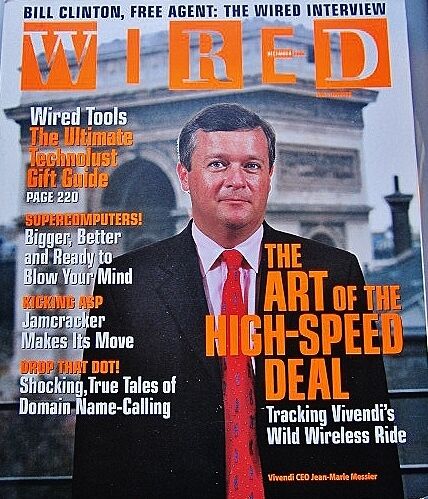 BILL CLINTON, FREE AGENT: THE WIRED INTERVIEW
WIRED
Wired Tools
The Ultimate
Technolust
Gift Guide
PAGE 220
SUPERCOMPUTERS!
Bigger, Better
and Ready to
Blow Your Mind
KICKING ASP
Jamcracker
Makes Its Move
DROP THAT DOT!
Shocking, True Tales of
Domain Name-Calling
THE
ART OF THE
HIGH-SPEED
DEAL
Tracking Vivendi's
Wild Wireless Ride
Vivendi CEO Jean-Marie Messier